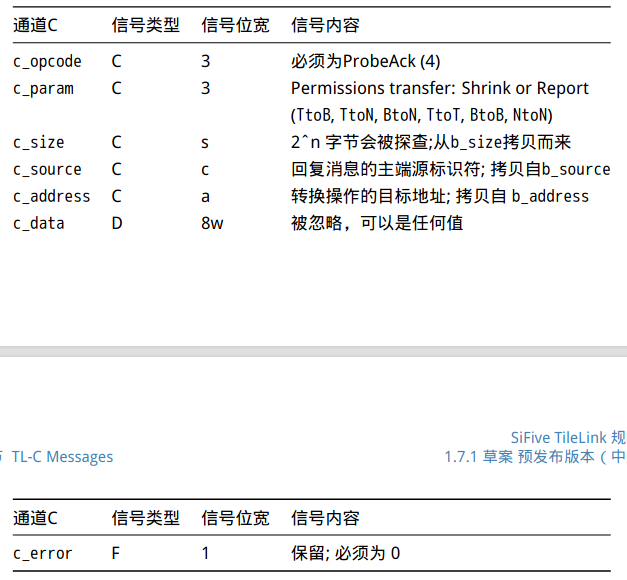 通道C 信号类型 信号位宽 信号内容
c_opcode C 3 必须为ProbeAck (4)
c_param C 3 Permissions transfer: Shrink or Report
(TtoB, TtoN, BtoN, TtoT, BtoB, NtoN)
c_size C s 2^n 字节会被探查;从b_size拷贝而来
c_source C c 回复消息的主端源标识符; 拷贝自b_source
c_address C a 转换操作的目标地址; 拷贝自 b_address
c_data D 8w 被忽略，可以是任何值
SiFive TileLink 规
TL-C Messages 1.7.1 草案 预发布版本（中
通道C 信号类型 信号位宽 信号内容
c_error F 1 保留; 必须为 0